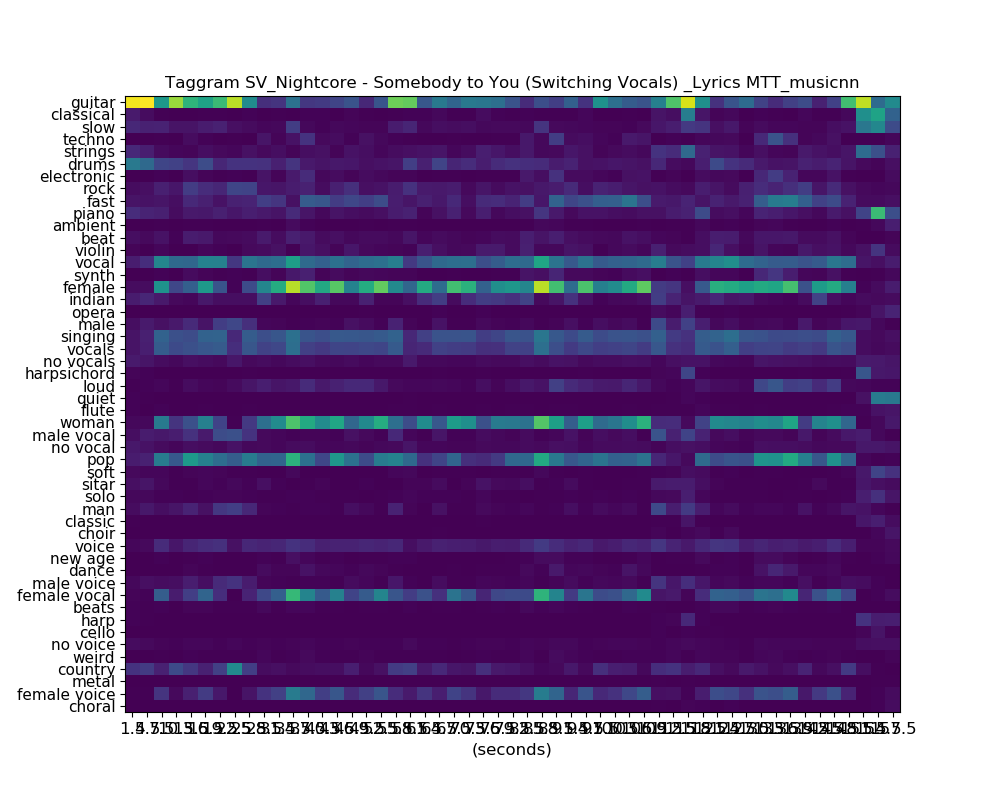 Taggram SV_Nightcore - Somebody to You (Switching Vocals) _Lyrics MTT_musicnn
guitar
classical
slow
techno
strings
drums
electronic
rock
fast
piano
ambient
beat
violin
vocal
synth
female
indian
opera
male
singing
vocals
no vocals
harpsichord
loud
quiet
flute
woman
male vocal
no vocal
pop
soft
sitar
solo
man
classic
choir
voice
new age
dance
male voice
female vocal
beats
harp
cello
no voice
weird
country
metal
female voice
choral
(seconds)